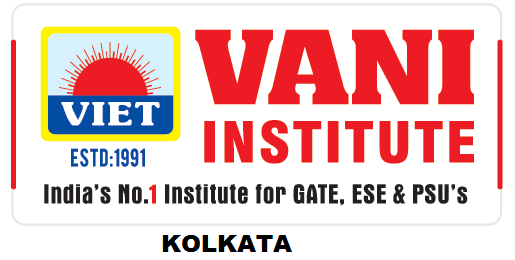 VIET
VANI
INSTITUTE
ESTD:1991
India's No.1 Institute for GATE, ESE & PSU's
KOLKATA